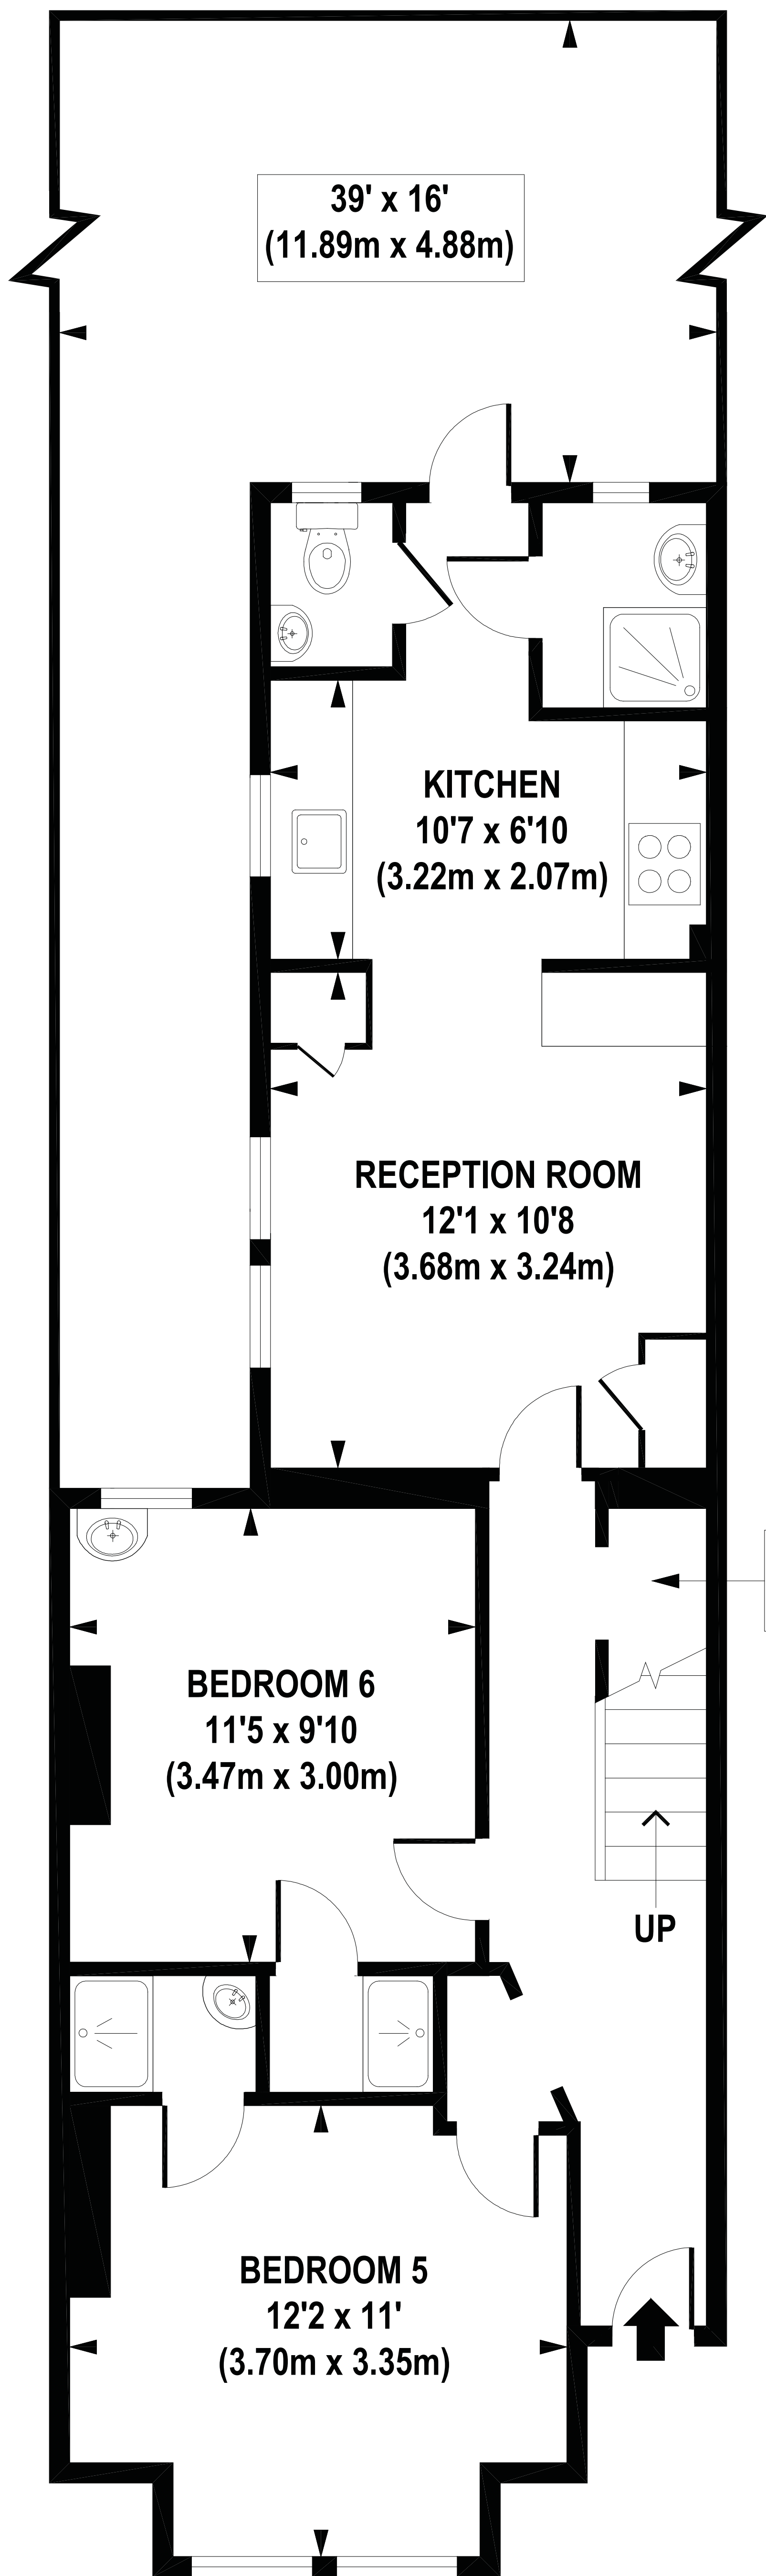 39' x 16'
(11.89m x 4.88m)
KITCHEN
10'7 x 6'10
(3.22m x 2.07m)
RECEPTION ROOM
12'1 x 10'8
(3.68m x 3.24m)
BEDROOM 6
11'5 x 9'10
(3.47m x 3.00m)
UP
BEDROOM 5
12'2 x 11'
(3.70m x 3.35m)